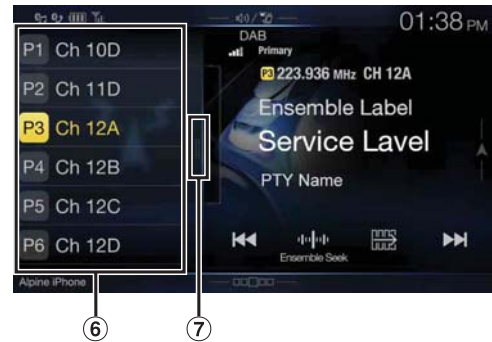 01:38 PM
DAB
Primary
P3 223.936 MHz CH 12A
Ensemble Label
Service Lavel
PTY Name
Ensemble Seek
P1 Ch 10D
P2 Ch 11D
P3 Ch 12A
P4 Ch 12B
P5 Ch 12C
P6 Ch 12D
Alpine iPhone
6
7